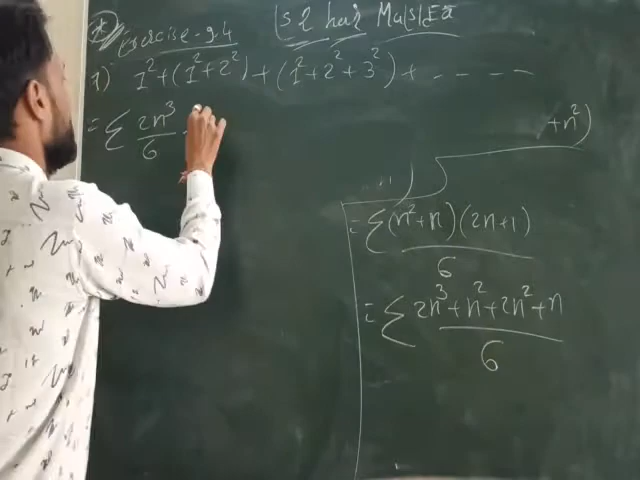 Exercise-9.4
7) 1²+(1²+2²)+(1²+2²+3²)+-----
+n²)
= Σ 2n³/6
= Σ (n²+n)(2n+1)/6
= Σ 2n³+n²+2n²+n/6